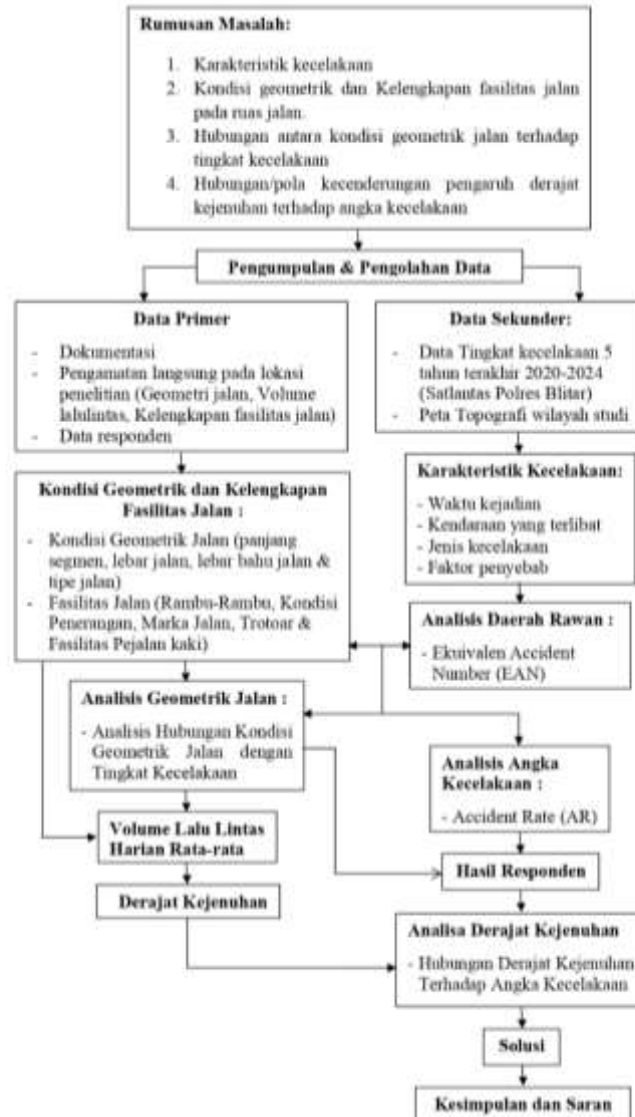 Rumusan Masalah:
1. Karakteristik kecelakaan
2. Kondisi geometrik dan Kelengkapan fasilitas jalan
pada ruas jalan.
3. Hubungan antara kondisi geometrik jalan terhadap
tingkat kecelakaan
4. Hubungan/pola kecenderungan pengaruh derajat
kejenuhan terhadap angka kecelakaan
Pengumpulan & Pengolahan Data
Data Primer
- Dokumentasi
- Pengamatan langsung pada lokasi
penelitian (Geometri jalan, Volume
lalulintas, Kelengkapan fasilitas jalan)
- Data responden
Data Sekunder:
- Data Tingkat kecelakaan 5
tahun terakhir 2020-2024
(Satlantas Polres Blitar)
- Peta Topografi wilayah studi
Kondisi Geometrik dan Kelengkapan
Fasilitas Jalan :
- Kondisi Geometrik Jalan (panjang
segmen, lebar jalan, lebar bahu jalan &
tipe jalan)
- Fasilitas Jalan (Rambu-Rambu, Kondisi
Penerangan, Marka Jalan, Trotoar &
Fasilitas Pejalan kaki)
Karakteristik Kecelakaan:
- Waktu kejadian
- Kendaraan yang terlibat
- Jenis kecelakaan
- Faktor penyebab
Analisis Daerah Rawan :
- Ekuivalen Accident
Number (EAN)
Analisis Geometrik Jalan :
- Analisis Hubungan Kondisi
Geometrik Jalan dengan
Tingkat Kecelakaan
Analisis Angka
Kecelakaan :
- Accident Rate (AR)
Volume Lalu Lintas
Harian Rata-rata
Hasil Responden
Derajat Kejenuhan
Analisa Derajat Kejenuhan
- Hubungan Derajat Kejenuhan
Terhadap Angka Kecelakaan
Solusi
Kesimpulan dan Saran